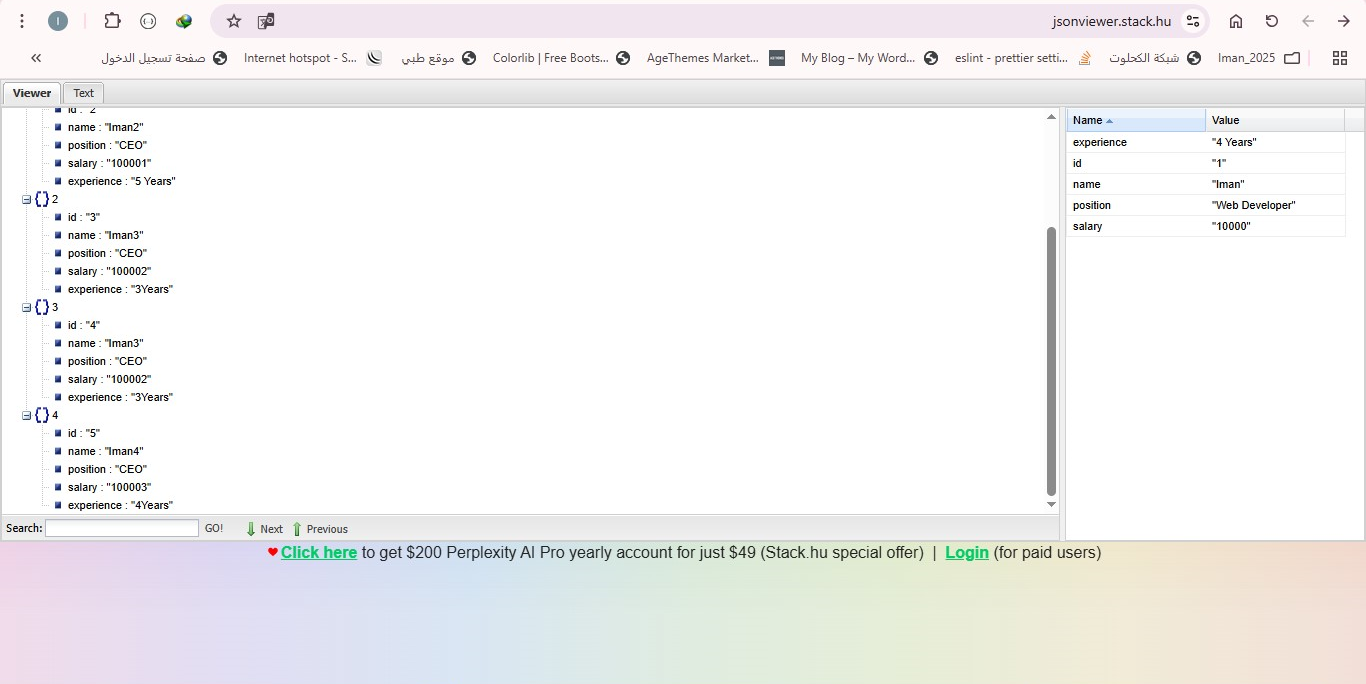 I
jsonviewer.stack.hu
صفحة تسجيل الدخول
Internet hotspot - S...
موقع طبي
Colorlib | Free Boots...
AgeThemes Market...
My Blog – My Word...
eslint - prettier setti...
شبكة الكحلوت
Iman_2025
Viewer
Text
id : "2"
name : "Iman2"
position : "CEO"
salary : "100001"
experience : "5 Years"
{} 2
id : "3"
name : "Iman3"
position : "CEO"
salary : "100002"
experience : "3Years"
{} 3
id : "4"
name : "Iman3"
position : "CEO"
salary : "100002"
experience : "3Years"
{} 4
id : "5"
name : "Iman4"
position : "CEO"
salary : "100003"
experience : "4Years"
Name Value
experience "4 Years"
id "1"
name "Iman"
position "Web Developer"
salary "10000"
Search: GO! Next Previous
Click here to get $200 Perplexity AI Pro yearly account for just $49 (Stack.hu special offer) | Login (for paid users)